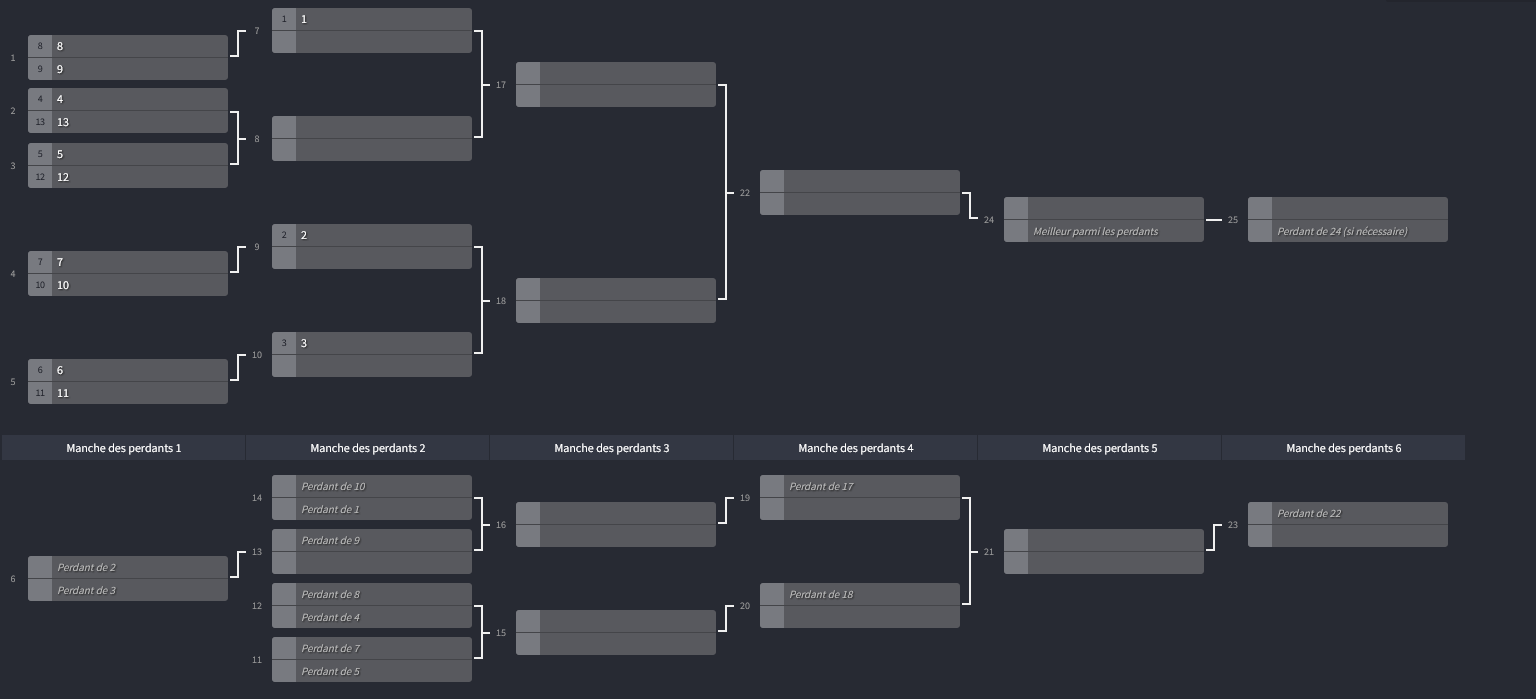 1
8 8
9 9
2
4 4
13 13
3
5 5
12 12
4
7 7
10 10
5
6 6
11 11
7
1 1
8
9
2 2
10
3 3
17
18
22
24
Meilleur parmi les perdants
25
Perdant de 24 (si nécessaire)
Manche des perdants 1
Manche des perdants 2
Manche des perdants 3
Manche des perdants 4
Manche des perdants 5
Manche des perdants 6
6
Perdant de 2
Perdant de 3
14
Perdant de 10
Perdant de 1
13
Perdant de 9
12
Perdant de 8
Perdant de 4
11
Perdant de 7
Perdant de 5
16
15
19
Perdant de 17
20
Perdant de 18
21
23
Perdant de 22